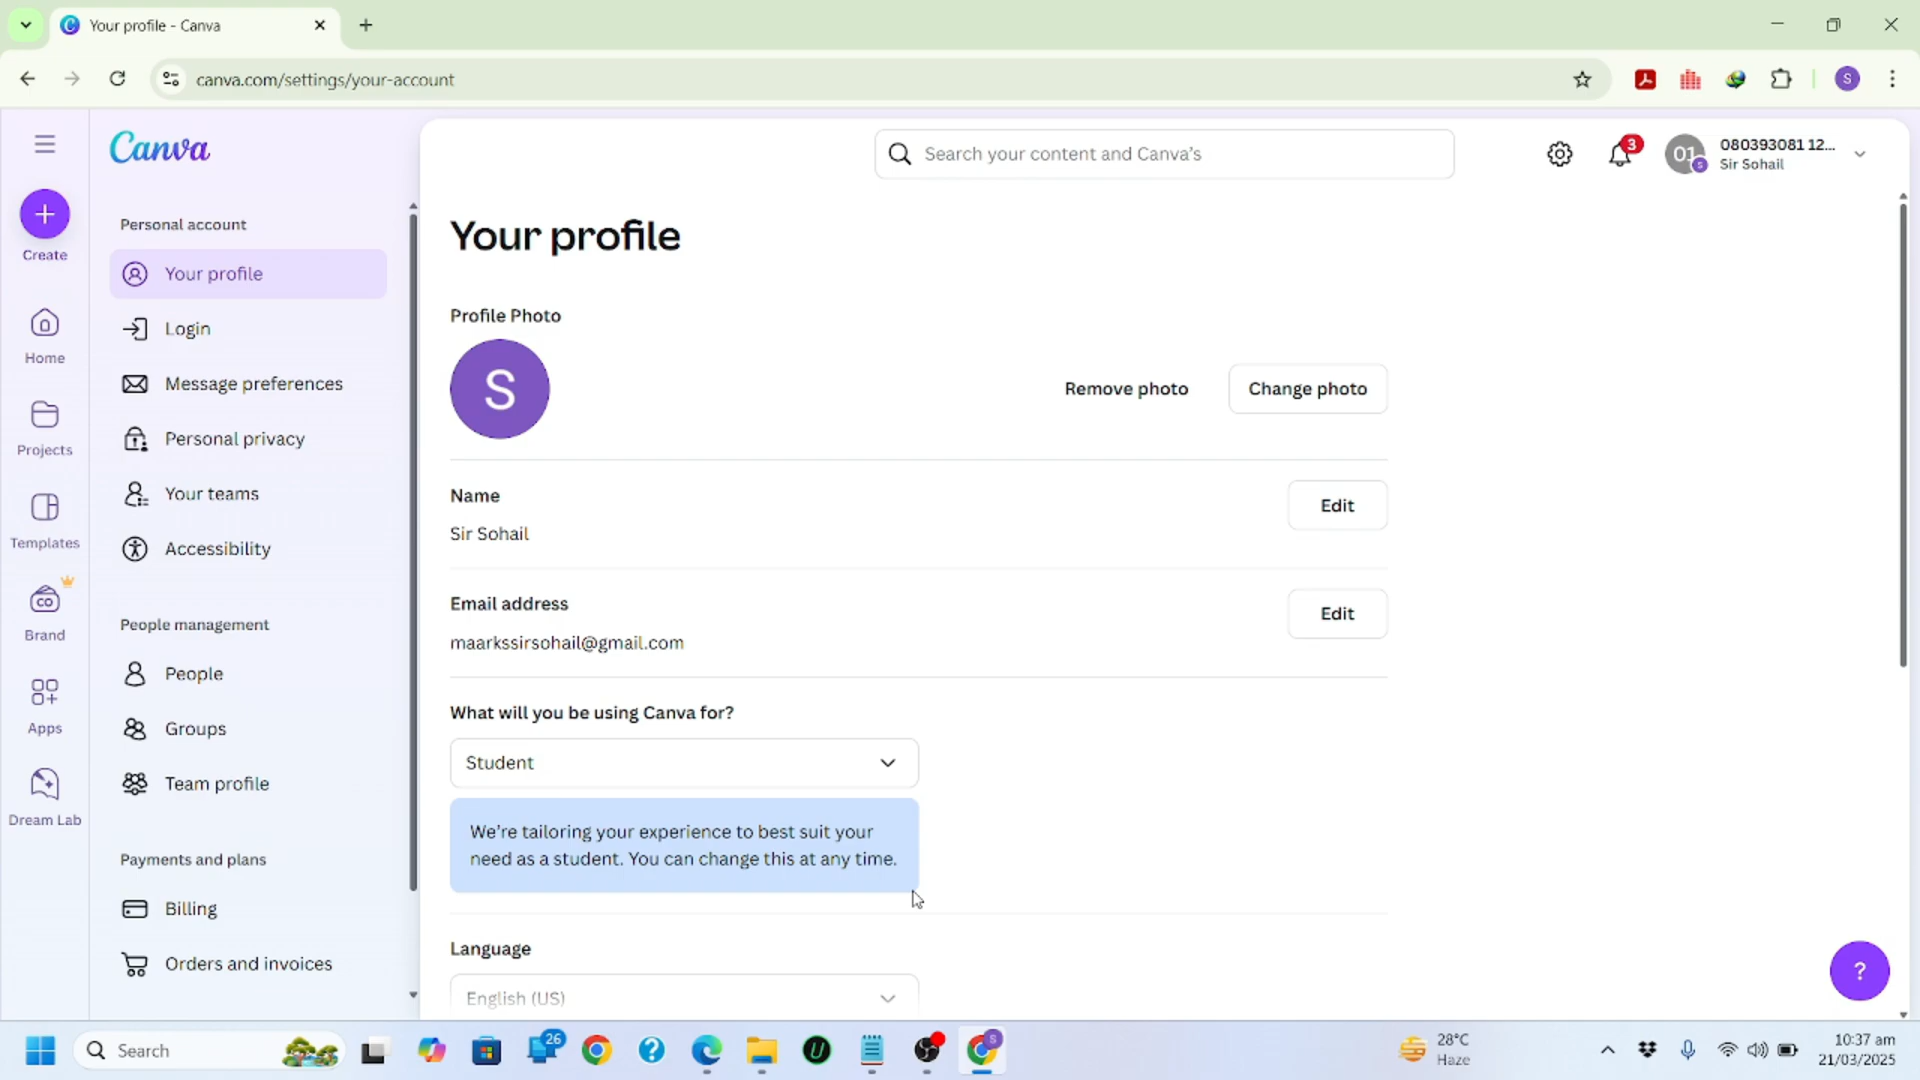 Your profile - Canva
canva.com/settings/your-account
S
Canva
Search your content and Canva's
3
01
S
080393081 12...
Sir Sohail
Create
Home
Projects
Templates
CO
Brand
Apps
Dream Lab
Personal account
Your profile
Login
Message preferences
Personal privacy
Your teams
Accessibility
People management
People
Groups
Team profile
Payments and plans
Billing
Orders and invoices
Your profile
Profile Photo
S
Remove photo
Change photo
Name
Edit
Sir Sohail
Email address
Edit
maarkssirsohail@gmail.com
What will you be using Canva for?
Student
We're tailoring your experience to best suit your
need as a student. You can change this at any time.
Language
English (US)
?
Search
26
?
U
S
28°C
Haze
10:37 am
21/03/2025